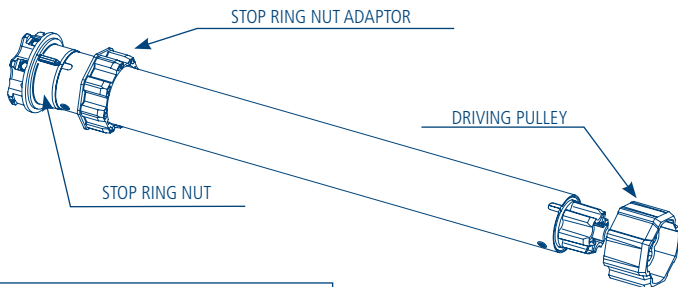 STOP RING NUT ADAPTOR
DRIVING PULLEY
STOP RING NUT